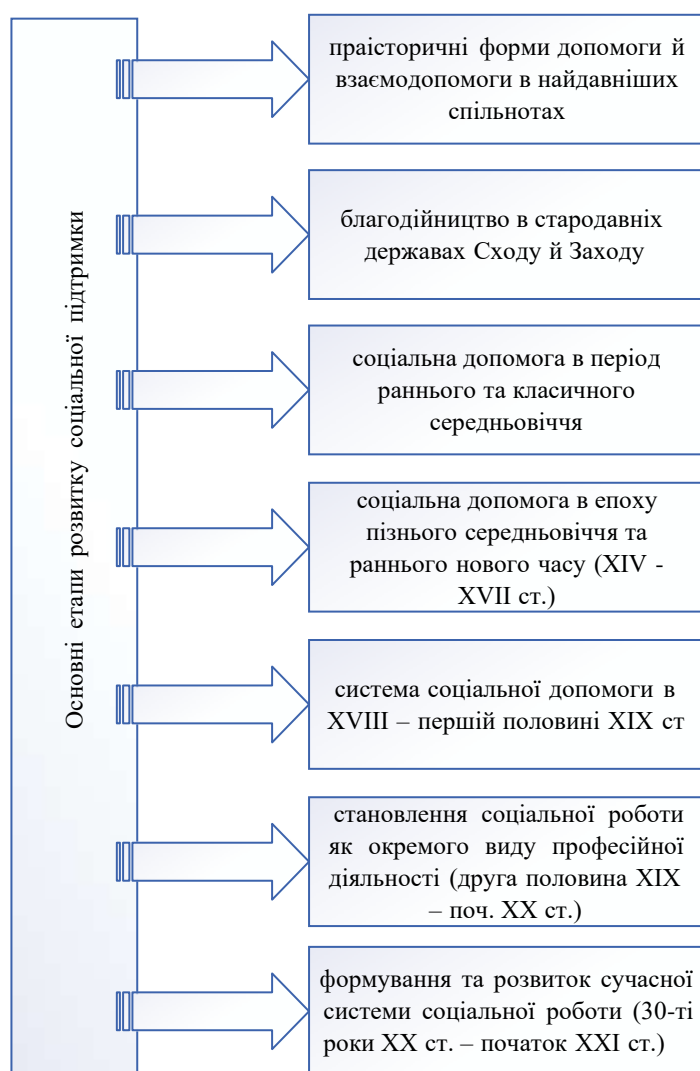 Основні етапи розвитку соціальної підтримки
праісторичні форми допомоги й
взаємодопомоги в найдавніших
спільнотах
благодійництво в стародавніх
державах Сходу й Заходу
соціальна допомога в період
раннього та класичного
середньовіччя
соціальна допомога в епоху
пізнього середньовіччя та
раннього нового часу (XIV -
XVII ст.)
система соціальної допомоги в
XVIII – першій половині XIX ст
становлення соціальної роботи
як окремого виду професійної
діяльності (друга половина XIX
– поч. XX ст.)
формування та розвиток сучасної
системи соціальної роботи (30-ті
роки XX ст. – початок XXI ст.)